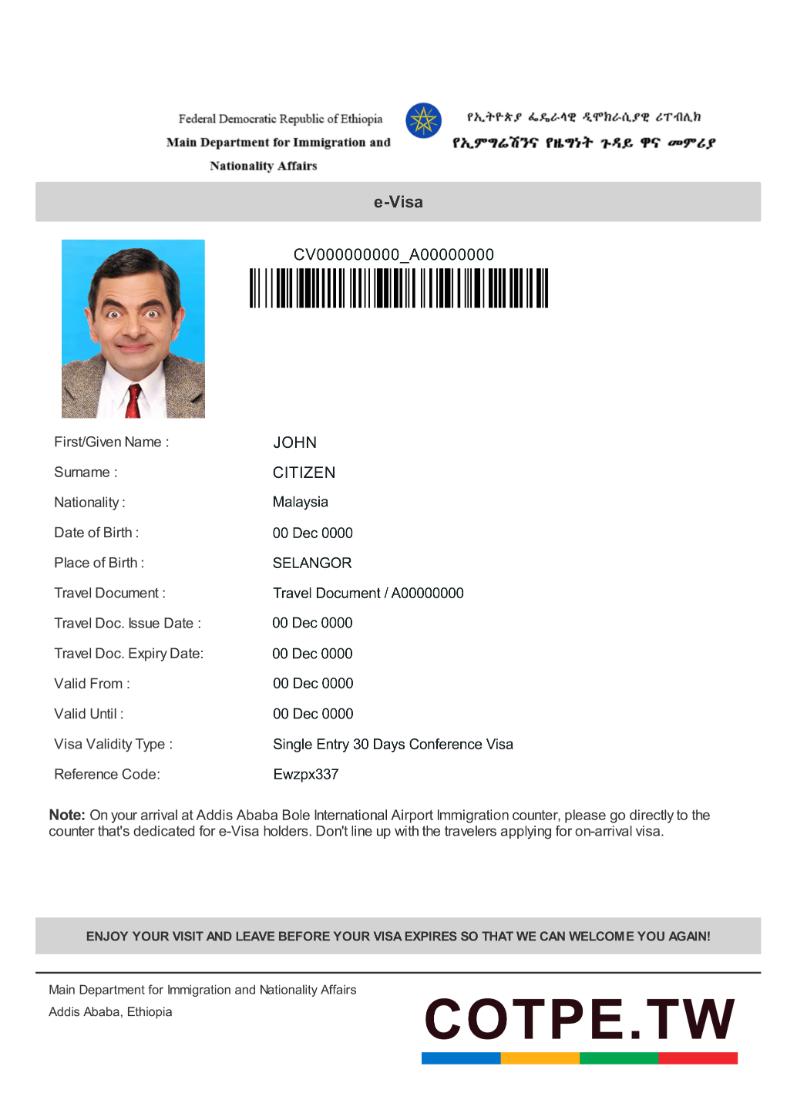 Federal Democratic Republic of Ethiopia
Main Department for Immigration and
Nationality Affairs
የኢትዮጵያ ፌዴራላዊ ዲሞክራሲያዊ ሪፐብሊክ
የኢምግሬሽንና የዜግነት ጉዳይ ዋና መምሪያ
e-Visa
CV000000000_A00000000
First/Given Name : JOHN
Surname : CITIZEN
Nationality : Malaysia
Date of Birth : 00 Dec 0000
Place of Birth : SELANGOR
Travel Document : Travel Document / A00000000
Travel Doc. Issue Date : 00 Dec 0000
Travel Doc. Expiry Date: 00 Dec 0000
Valid From : 00 Dec 0000
Valid Until : 00 Dec 0000
Visa Validity Type : Single Entry 30 Days Conference Visa
Reference Code: Ewzpx337
Note: On your arrival at Addis Ababa Bole International Airport Immigration counter, please go directly to the
counter that's dedicated for e-Visa holders. Don't line up with the travelers applying for on-arrival visa.
ENJOY YOUR VISIT AND LEAVE BEFORE YOUR VISA EXPIRES SO THAT WE CAN WELCOME YOU AGAIN!
Main Department for Immigration and Nationality Affairs
Addis Ababa, Ethiopia
COTPE.TW